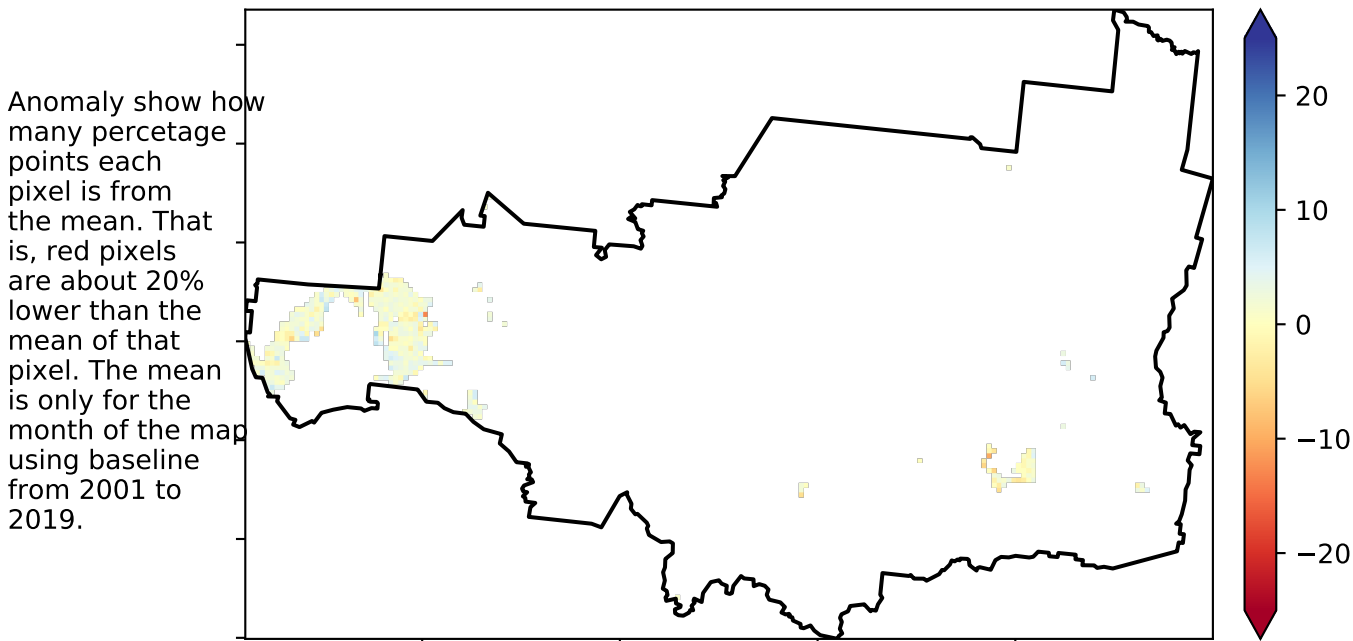 Anomaly show how
many percetage
points each
pixel is from
the mean. That
is, red pixels
are about 20%
lower than the
mean of that
pixel. The mean
is only for the
month of the map
using baseline
from 2001 to
2019.
20
10
0
−10
−20